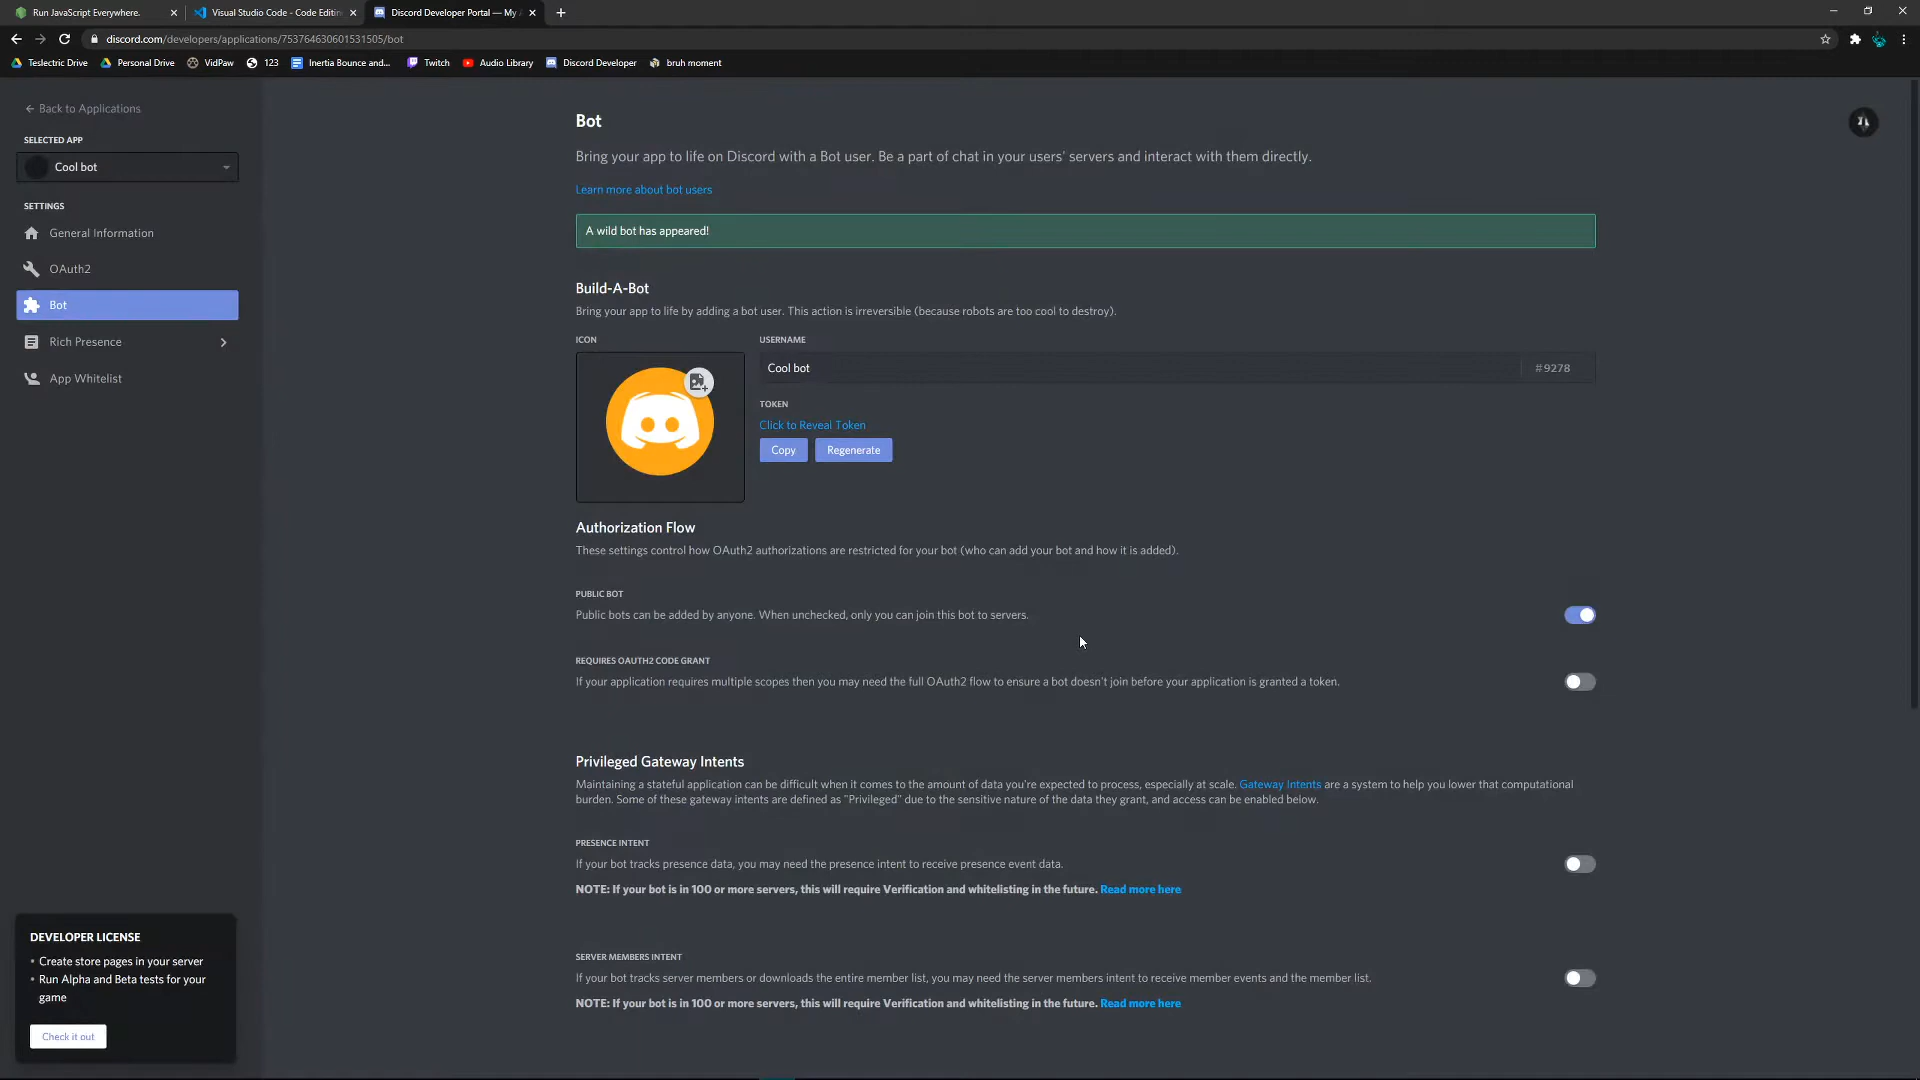 Run JavaScript Everywhere.
Visual Studio Code - Code Editin
Discord Developer Portal — My
discord.com/developers/applications/753764630601531505/bot
Teslectric Drive
Personal Drive
VidPaw
123
Inertia Bounce and...
Twitch
Audio Library
Discord Developer
bruh moment
Back to Applications
SELECTED APP
Cool bot
SETTINGS
General Information
OAuth2
Bot
Rich Presence
App Whitelist
DEVELOPER LICENSE
• Create store pages in your server
• Run Alpha and Beta tests for your
game
Check it out
Bot
Bring your app to life on Discord with a Bot user. Be a part of chat in your users' servers and interact with them directly.
Learn more about bot users
A wild bot has appeared!
Build-A-Bot
Bring your app to life by adding a bot user. This action is irreversible (because robots are too cool to destroy).
ICON
USERNAME
Cool bot
#9278
TOKEN
Click to Reveal Token
Copy
Regenerate
Authorization Flow
These settings control how OAuth2 authorizations are restricted for your bot (who can add your bot and how it is added).
PUBLIC BOT
Public bots can be added by anyone. When unchecked, only you can join this bot to servers.
REQUIRES OAUTH2 CODE GRANT
If your application requires multiple scopes then you may need the full OAuth2 flow to ensure a bot doesn't join before your application is granted a token.
Privileged Gateway Intents
Maintaining a stateful application can be difficult when it comes to the amount of data you're expected to process, especially at scale. Gateway Intents are a system to help you lower that computational
burden. Some of these gateway intents are defined as "Privileged" due to the sensitive nature of the data they grant, and access can be enabled below.
PRESENCE INTENT
If your bot tracks presence data, you may need the presence intent to receive presence event data.
NOTE: If your bot is in 100 or more servers, this will require Verification and whitelisting in the future. Read more here
SERVER MEMBERS INTENT
If your bot tracks server members or downloads the entire member list, you may need the server members intent to receive member events and the member list.
NOTE: If your bot is in 100 or more servers, this will require Verification and whitelisting in the future. Read more here